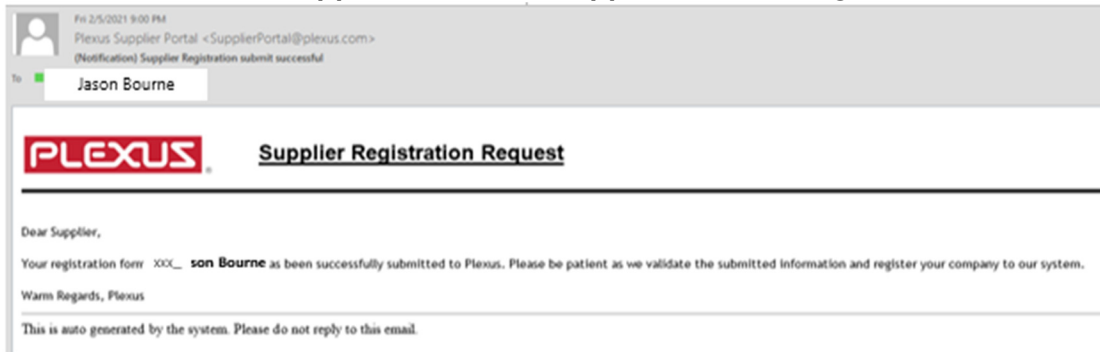 Fri 2/5/2021 9:00 PM
Plexus Supplier Portal <SupplierPortal@plexus.com>
(Notification) Supplier Registration submit successful
To Jason Bourne
PLEXUS® Supplier Registration Request
Dear Supplier,
Your registration form xxx_ son Bourne as been successfully submitted to Plexus. Please be patient as we validate the submitted information and register your company to our system.
Warm Regards, Plexus
This is auto generated by the system. Please do not reply to this email.